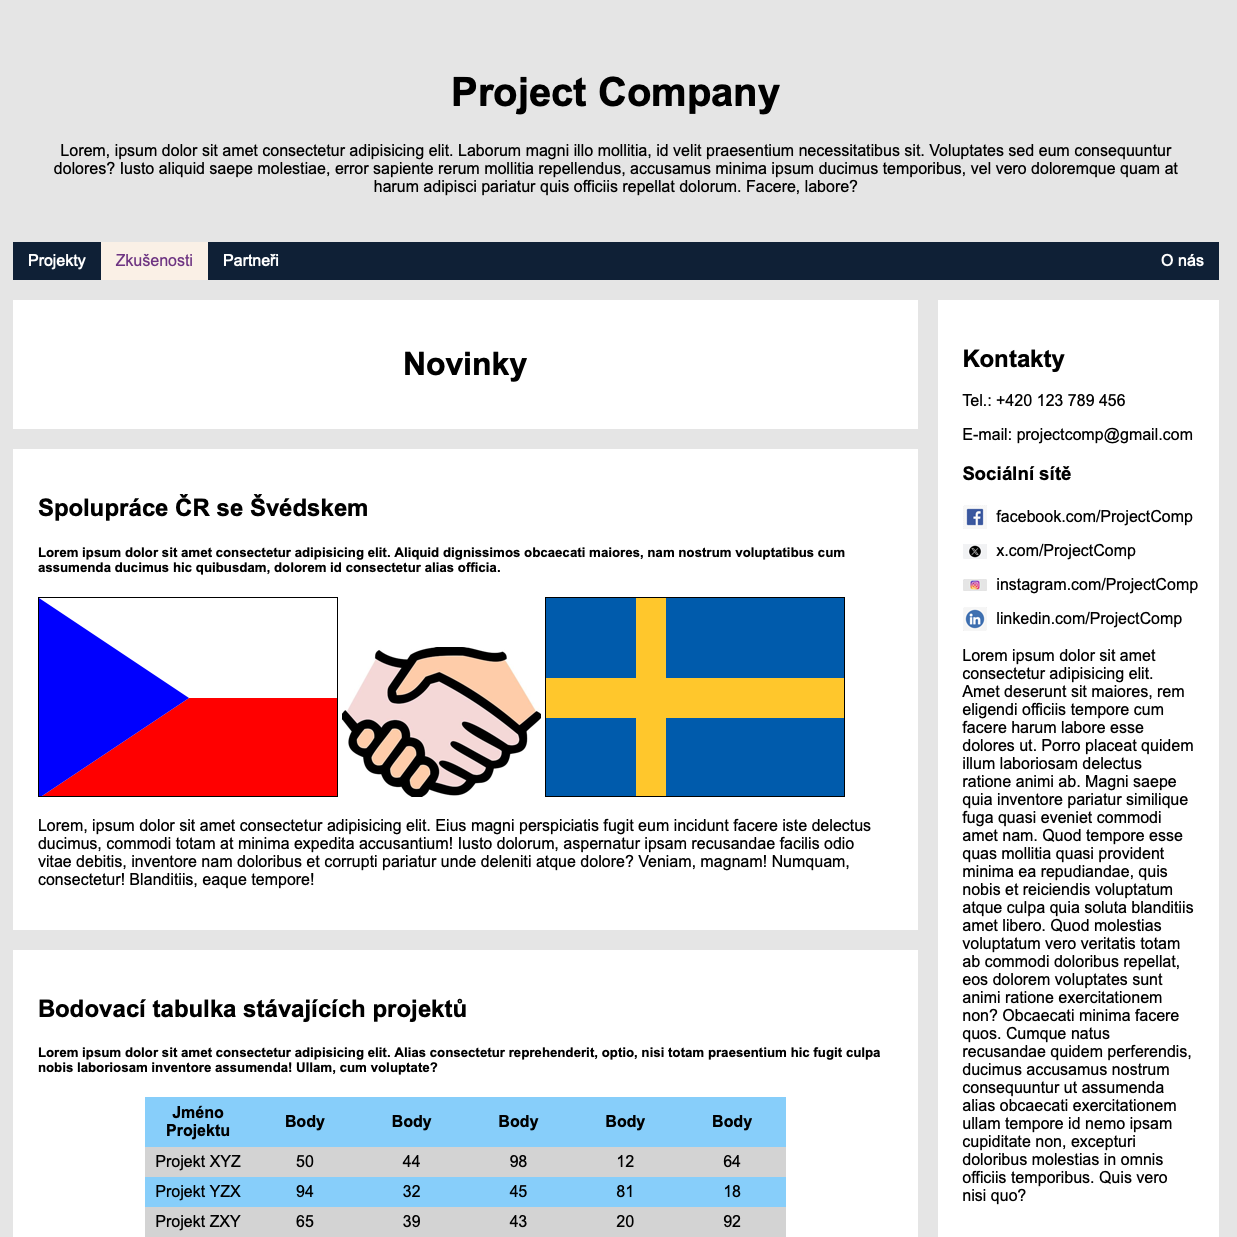 Project Company
Lorem, ipsum dolor sit amet consectetur adipisicing elit. Laborum magni illo mollitia, id velit praesentium necessitatibus sit. Voluptates sed eum consequuntur
dolores? Iusto aliquid saepe molestiae, error sapiente rerum mollitia repellendus, accusamus minima ipsum ducimus temporibus, vel vero doloremque quam at
harum adipisci pariatur quis officiis repellat dolorum. Facere, labore?
Projekty Zkušenosti Partneři O nás
Novinky
Spolupráce ČR se Švédskem
Lorem ipsum dolor sit amet consectetur adipisicing elit. Aliquid dignissimos obcaecati maiores, nam nostrum voluptatibus cum
assumenda ducimus hic quibusdam, dolorem id consectetur alias officia.
Lorem, ipsum dolor sit amet consectetur adipisicing elit. Eius magni perspiciatis fugit eum incidunt facere iste delectus
ducimus, commodi totam at minima expedita accusantium! Iusto dolorum, aspernatur ipsam recusandae facilis odio
vitae debitis, inventore nam doloribus et corrupti pariatur unde deleniti atque dolore? Veniam, magnam! Numquam,
consectetur! Blanditiis, eaque tempore!
Bodovací tabulka stávajících projektů
Lorem ipsum dolor sit amet consectetur adipisicing elit. Alias consectetur reprehenderit, optio, nisi totam praesentium hic fugit culpa
nobis laboriosam inventore assumenda! Ullam, cum voluptate?
Jméno
Projektu Body Body Body Body Body
Projekt XYZ 50 44 98 12 64
Projekt YZX 94 32 45 81 18
Projekt ZXY 65 39 43 20 92
Kontakty
Tel.: +420 123 789 456
E-mail: projectcomp@gmail.com
Sociální sítě
facebook.com/ProjectComp
x.com/ProjectComp
instagram.com/ProjectComp
linkedin.com/ProjectComp
Lorem ipsum dolor sit amet
consectetur adipisicing elit.
Amet deserunt sit maiores, rem
eligendi officiis tempore cum
facere harum labore esse
dolores ut. Porro placeat quidem
illum laboriosam delectus
ratione animi ab. Magni saepe
quia inventore pariatur similique
fuga quasi eveniet commodi
amet nam. Quod tempore esse
quas mollitia quasi provident
minima ea repudiandae, quis
nobis et reiciendis voluptatum
atque culpa quia soluta blanditiis
amet libero. Quod molestias
voluptatum vero veritatis totam
ab commodi doloribus repellat,
eos dolorem voluptates sunt
animi ratione exercitationem
non? Obcaecati minima facere
quos. Cumque natus
recusandae quidem perferendis,
ducimus accusamus nostrum
consequuntur ut assumenda
alias obcaecati exercitationem
ullam tempore id nemo ipsam
cupiditate non, excepturi
doloribus molestias in omnis
officiis temporibus. Quis vero
nisi quo?